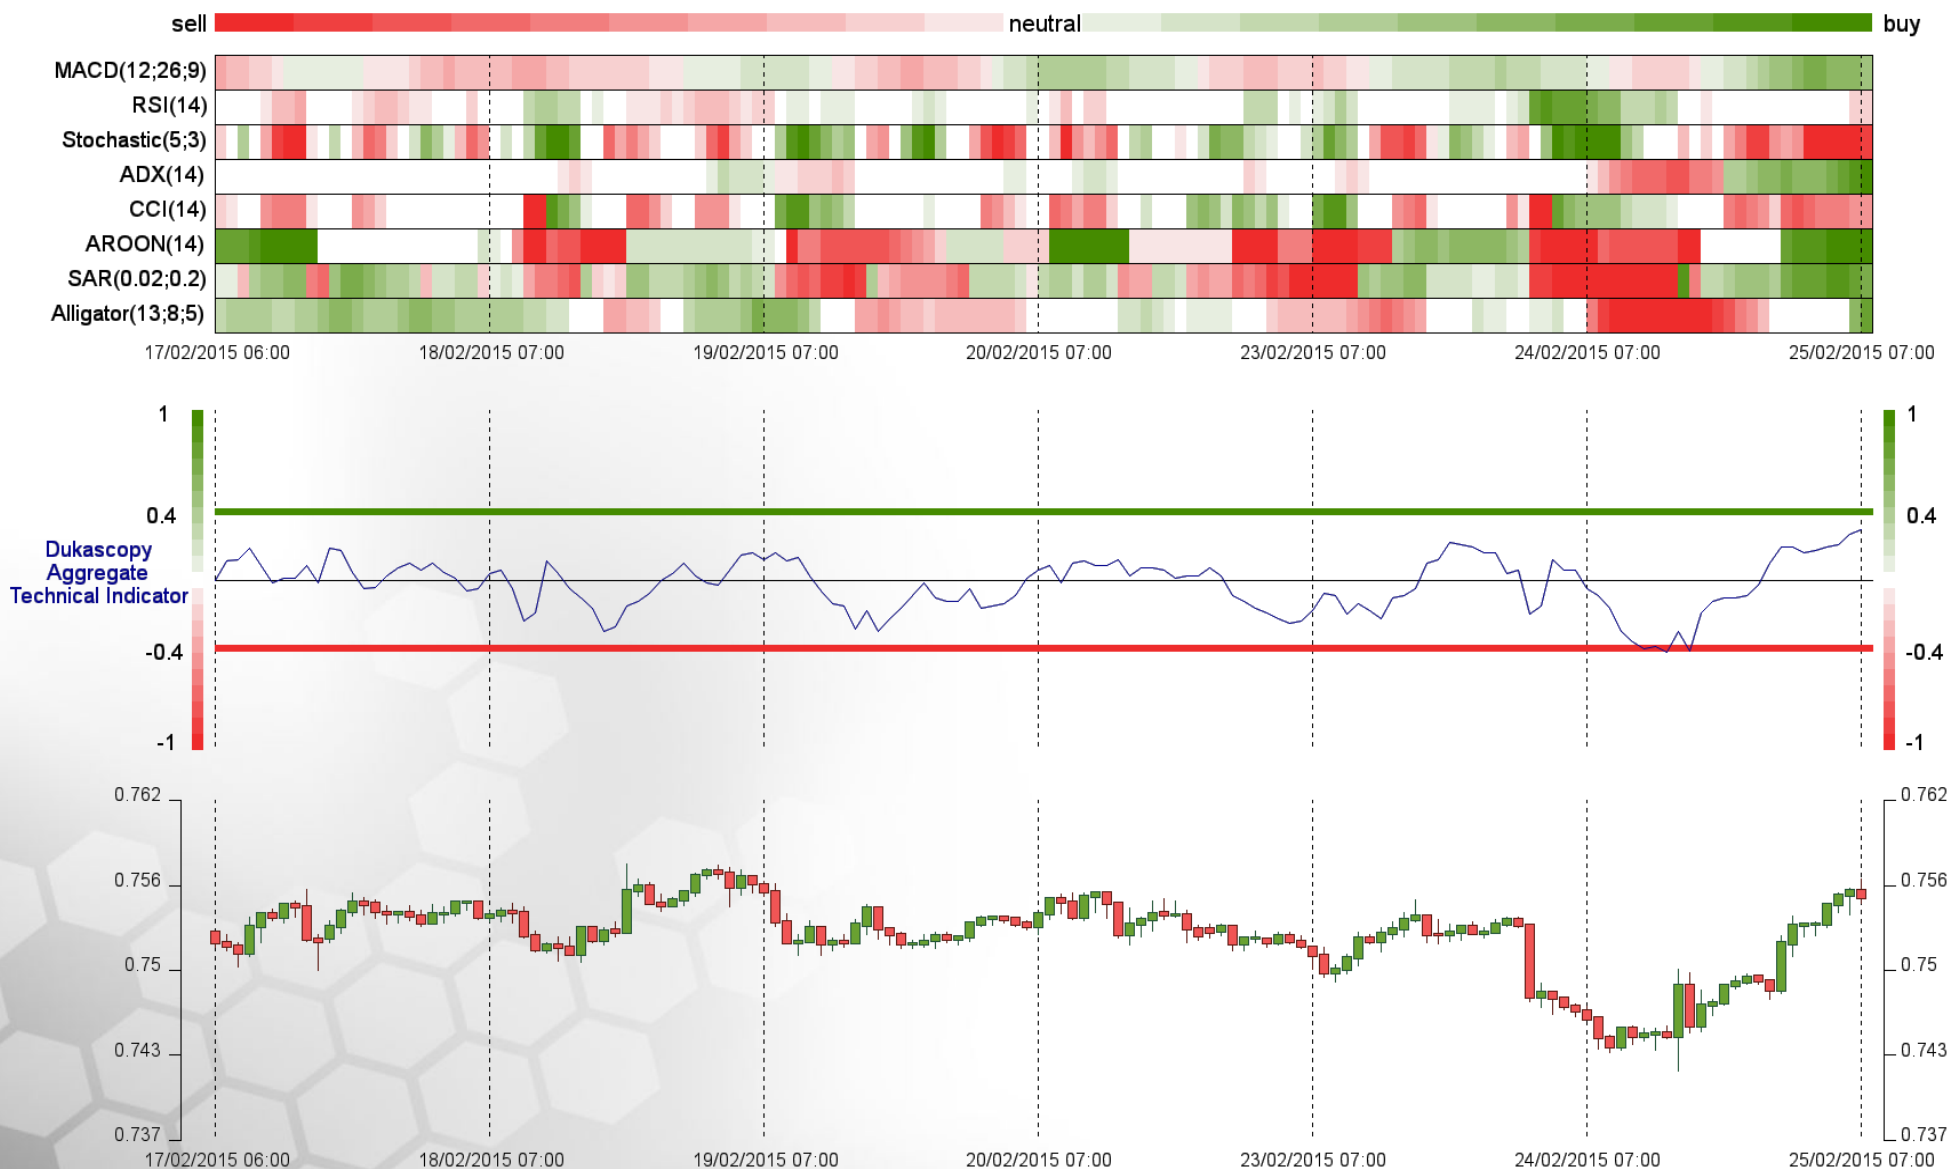 sell neutral buy
MACD(12;26;9)
RSI(14)
Stochastic(5;3)
ADX(14)
CCI(14)
AROON(14)
SAR(0.02;0.2)
Alligator(13;8;5)
17/02/2015 06:00 18/02/2015 07:00 19/02/2015 07:00 20/02/2015 07:00 23/02/2015 07:00 24/02/2015 07:00 25/02/2015 07:00
1 1
0.4 0.4
Dukascopy
Aggregate
Technical Indicator
-0.4 -0.4
-1 -1
0.762 0.762
0.756 0.756
0.75 0.75
0.743 0.743
0.737 0.737
17/02/2015 06:00 18/02/2015 07:00 19/02/2015 07:00 20/02/2015 07:00 23/02/2015 07:00 24/02/2015 07:00 25/02/2015 07:00